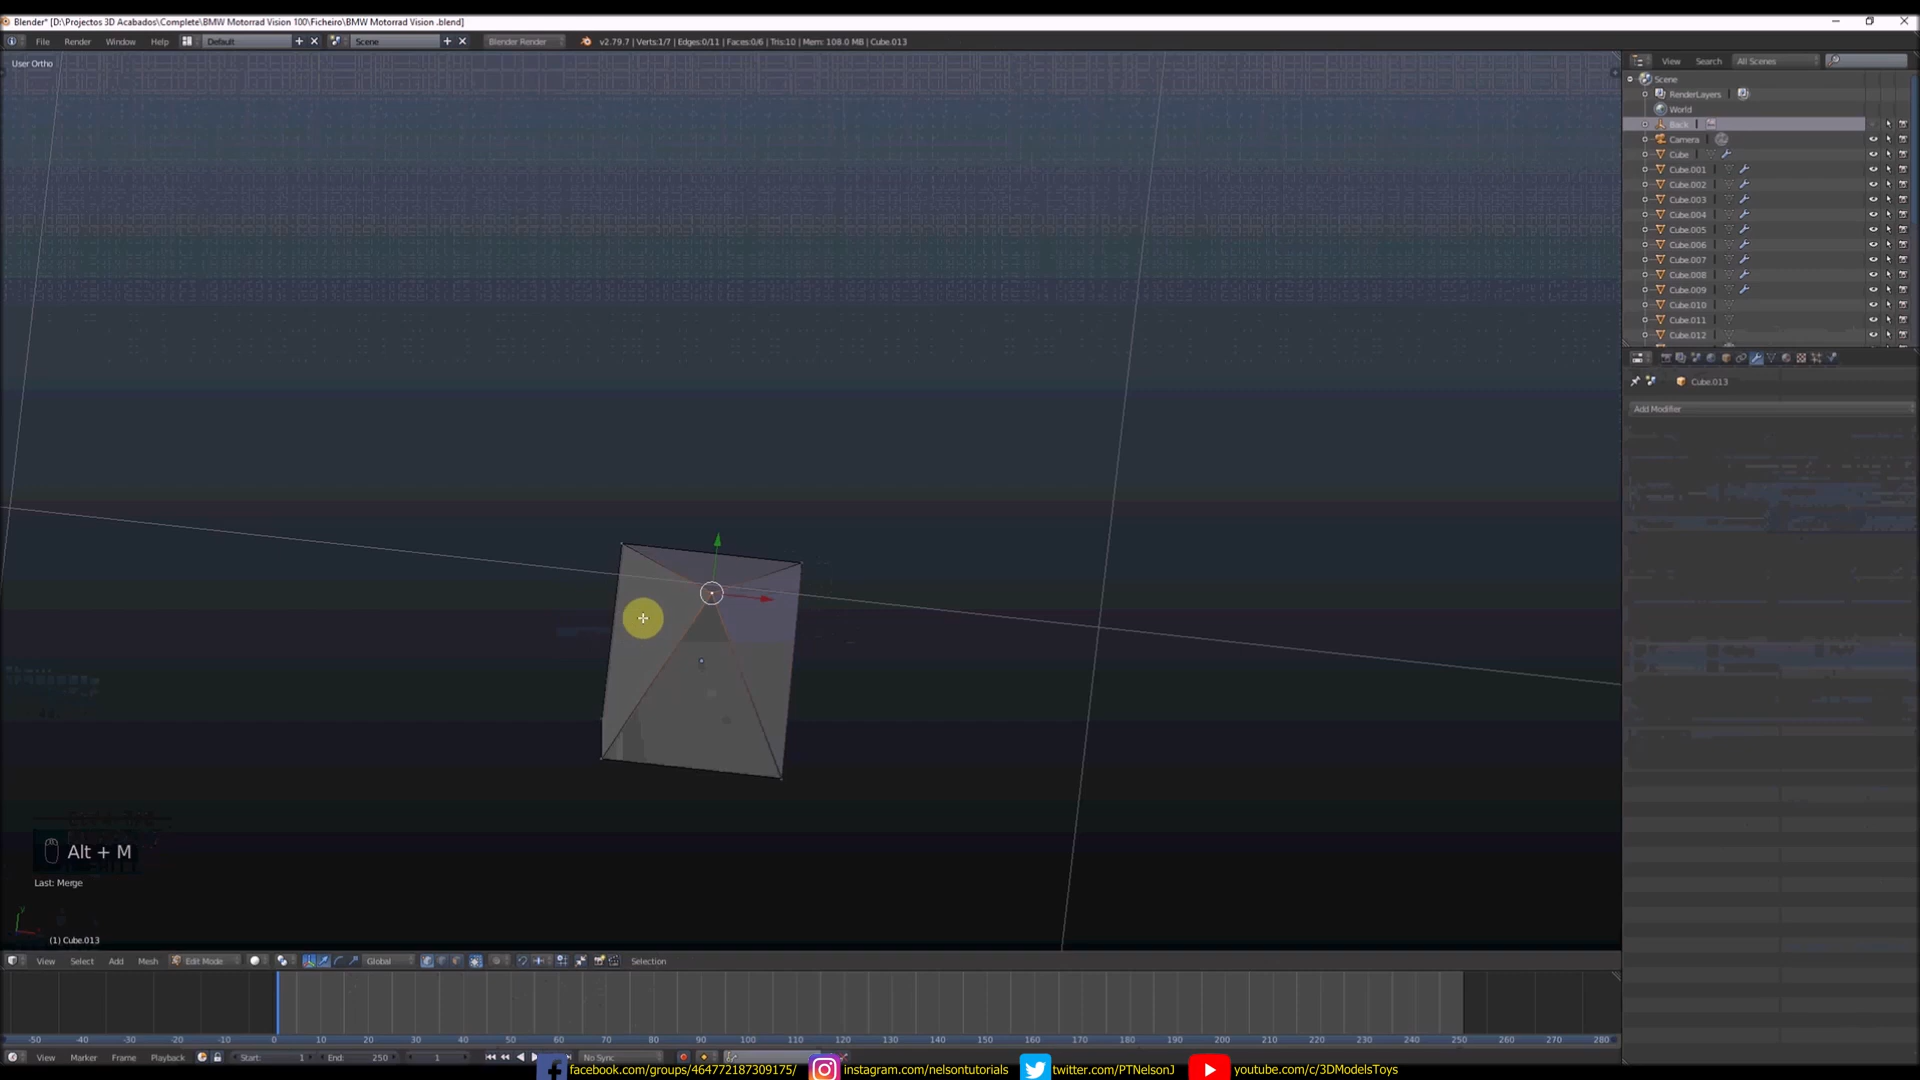 Blender* [D:\Projectos 3D Acabados\Complete\BMW Motorrad Vision 100\Ficheiro\BMW Motorrad Vision .blend]
File Render Window Help Default Scene Blender Render v2.79.7 | Verts:1/7 | Edges:0/11 | Faces:0/6 | Tris:10 | Mem: 108.0 MB | Cube.013
User Ortho
View Search All Scenes
Scene
RenderLayers
World
Back
Camera
Cube
Cube.001
Cube.002
Cube.003
Cube.004
Cube.005
Cube.006
Cube.007
Cube.008
Cube.009
Cube.010
Cube.011
Cube.012
Cube.013
Add Modifier
Alt + M
Last: Merge
(1) Cube.013
View Select Add Mesh Edit Mode Global Selection
-50 -40 -30 -20 -10 0 10 20 30 40 50 60 70 80 90 100 110 120 130 140 150 160 170 180 190 200 210 220 230 240 250 260 270 280
View Marker Frame Playback Start: 1 End: 250 1 No Sync
facebook.com/groups/464772187309175/ instagram.com/nelsontutorials twitter.com/PTNelsonJ youtube.com/c/3DModelsToys